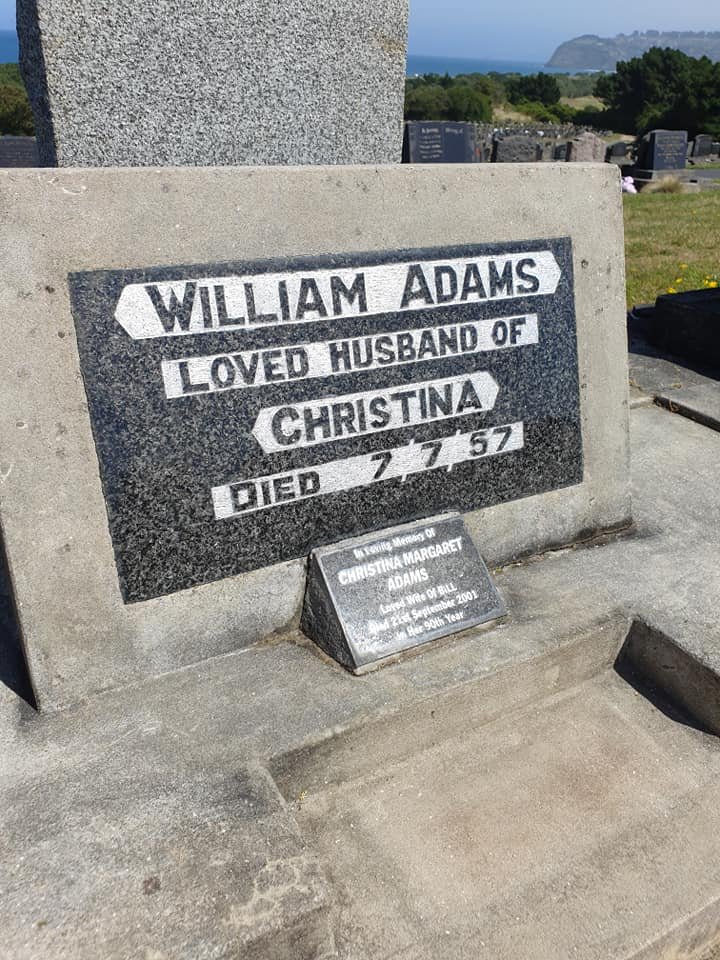 WILLIAM ADAMS
LOVED HUSBAND OF
CHRISTINA
DIED 7/7/57
In Loving Memory Of
CHRISTINA MARGARET
ADAMS
Loved Wife Of BILL
Died 21st September 2001
In Her 90th Year